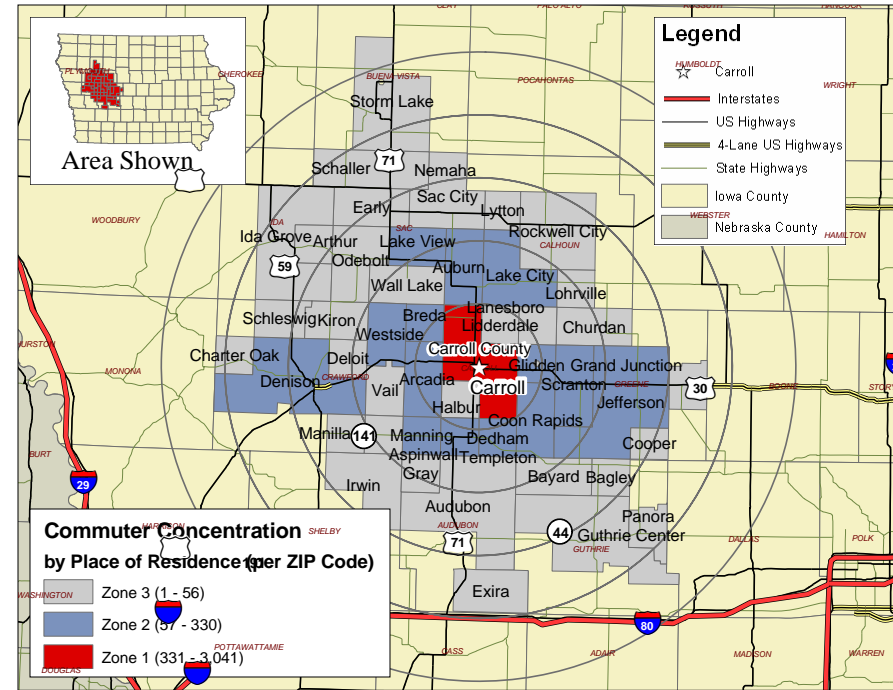 CLAY
PALO ALTO
KOSSUTH
HANCOCK
Legend
HUMBOLDT
Carroll
Interstates
US Highways
4-Lane US Highways
State Highways
Iowa County
Nebraska County
WEBSTER
WRIGHT
HAMILTON
PLYMOUTH
CHEROKEE
Area Shown
BUENA VISTA
POCAHONTAS
Storm Lake
71
Schaller
Nemaha
Sac City
Early
Lytton
WOODBURY
IDA
SAC
Rockwell City
CALHOUN
Ida Grove
Arthur
Lake View
Odebolt
59
Auburn
Lake City
Wall Lake
Lohrville
Lanesboro
Breda
Lidderdale
Schleswig
Kiron
Westside
Churdan
Carroll County
Charter Oak
Deloit
Glidden
Grand Junction
MONONA
CRAWFORD
Denison
Arcadia
Carroll
Scranton
GREENE
30
BOONE
STORY
Vail
Halbur
Jefferson
Coon Rapids
Manilla
141
Manning
Dedham
Cooper
Aspinwall
Templeton
BURT
Gray
Bayard
Bagley
29
Irwin
Audubon
AUDUBON
Panora
44
Guthrie Center
GUTHRIE
DALLAS
POLK
71
HARRISON
SHELBY
Exira
80
CASS
ADAIR
MADISON
WARREN
Commuter Concentration
by Place of Residence (per ZIP Code)
Zone 3 (1 - 56)
Zone 2 (57 - 330)
Zone 1 (331 - 3,041)
WASHINGTON
POTTAWATTAMIE
DOUGLAS